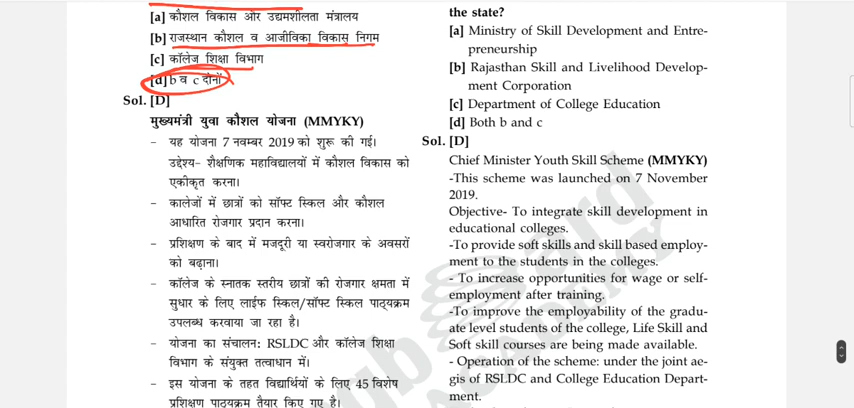 [a] कौशल विकास और उद्यमशीलता मंत्रालय
[b] राजस्थान कौशल व आजीविका विकास निगम
[c] कॉलेज शिक्षा विभाग
[d] b व c दोनों
Sol. [D]
मुख्यमंत्री युवा कौशल योजना (MMYKY)
- यह योजना 7 नवम्बर 2019 को शुरू की गई।
उद्देश्य- शैक्षणिक महाविद्यालयों में कौशल विकास को
एकीकृत करना।
- कालेजों में छात्रों को सॉफ्ट स्किल और कौशल
आधारित रोजगार प्रदान करना।
- प्रशिक्षण के बाद में मजदूरी या स्वरोजगार के अवसरों
को बढ़ाना।
- कॉलेज के स्नातक स्तरीय छात्रों की रोजगार क्षमता में
सुधार के लिए लाईफ स्किल/सॉफ्ट स्किल पाठ्यक्रम
उपलब्ध करवाया जा रहा है।
- योजना का संचालन: RSLDC और कॉलेज शिक्षा
विभाग के संयुक्त तत्वाधान में।
- इस योजना के तहत विद्यार्थियों के लिए 45 विशेष
प्रशिक्षण पाठ्यक्रम तैयार किए गए है।
the state?
[a] Ministry of Skill Development and Entre-
preneurship
[b] Rajasthan Skill and Livelihood Develop-
ment Corporation
[c] Department of College Education
[d] Both b and c
Sol. [D]
Chief Minister Youth Skill Scheme (MMYKY)
-This scheme was launched on 7 November
2019.
Objective- To integrate skill development in
educational colleges.
-To provide soft skills and skill based employ-
ment to the students in the colleges.
- To increase opportunities for wage or self-
employment after training.
-To improve the employability of the gradu-
ate level students of the college, Life Skill and
Soft skill courses are being made available.
- Operation of the scheme: under the joint ae-
gis of RSLDC and College Education Depart-
ment.